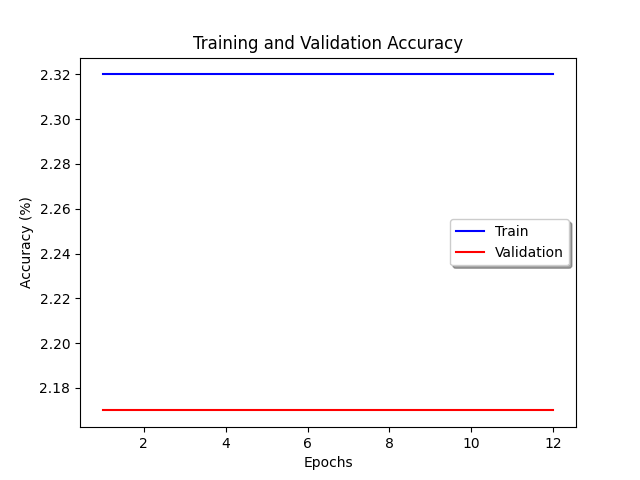 Training and Validation Accuracy
2.32
2.30
2.28
2.26
2.24
2.22
2.20
2.18
Accuracy (%)
Train
Validation
2 4 6 8 10 12
Epochs